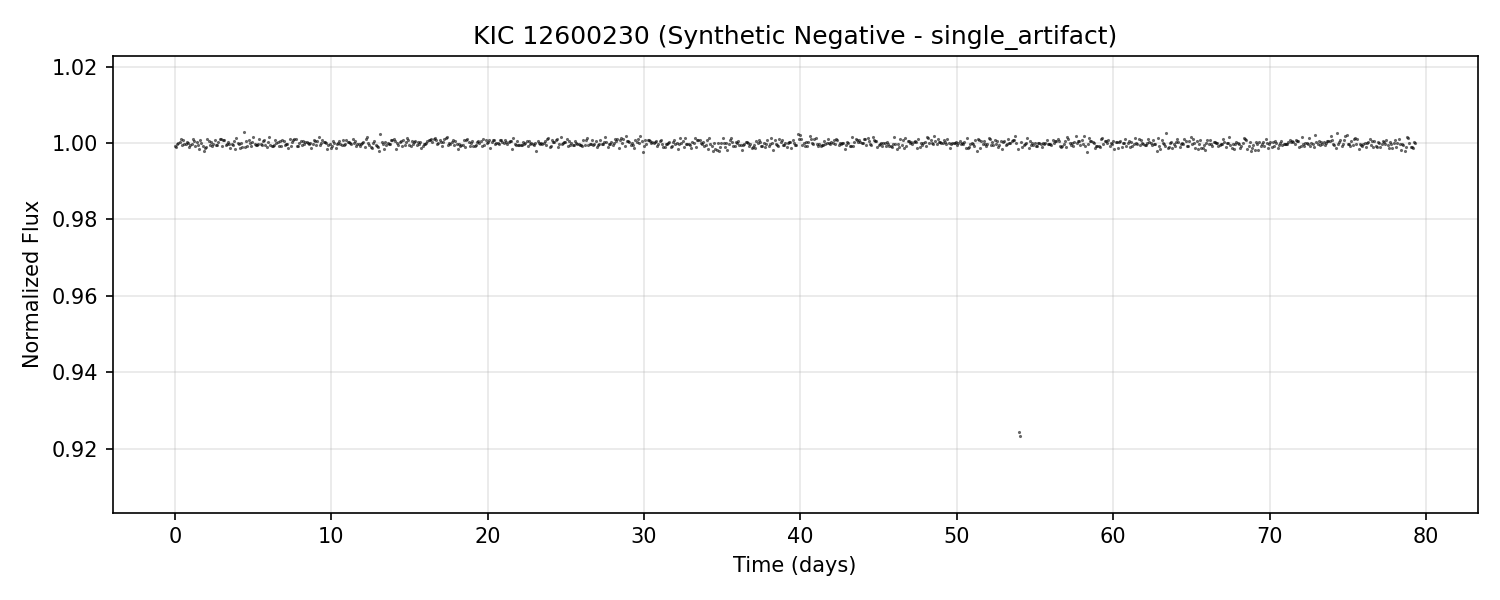 KIC 12600230 (Synthetic Negative - single_artifact)
1.02
1.00
0.98
0.96
0.94
0.92
Normalized Flux
0 10 20 30 40 50 60 70 80
Time (days)